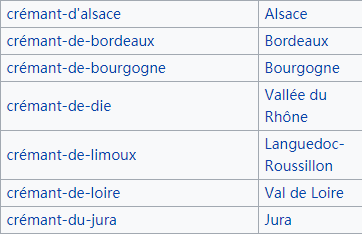 crémant-d'alsace Alsace
crémant-de-bordeaux Bordeaux
crémant-de-bourgogne Bourgogne
crémant-de-die Vallée du
Rhône
crémant-de-limoux Languedoc-
Roussillon
crémant-de-loire Val de Loire
crémant-du-jura Jura